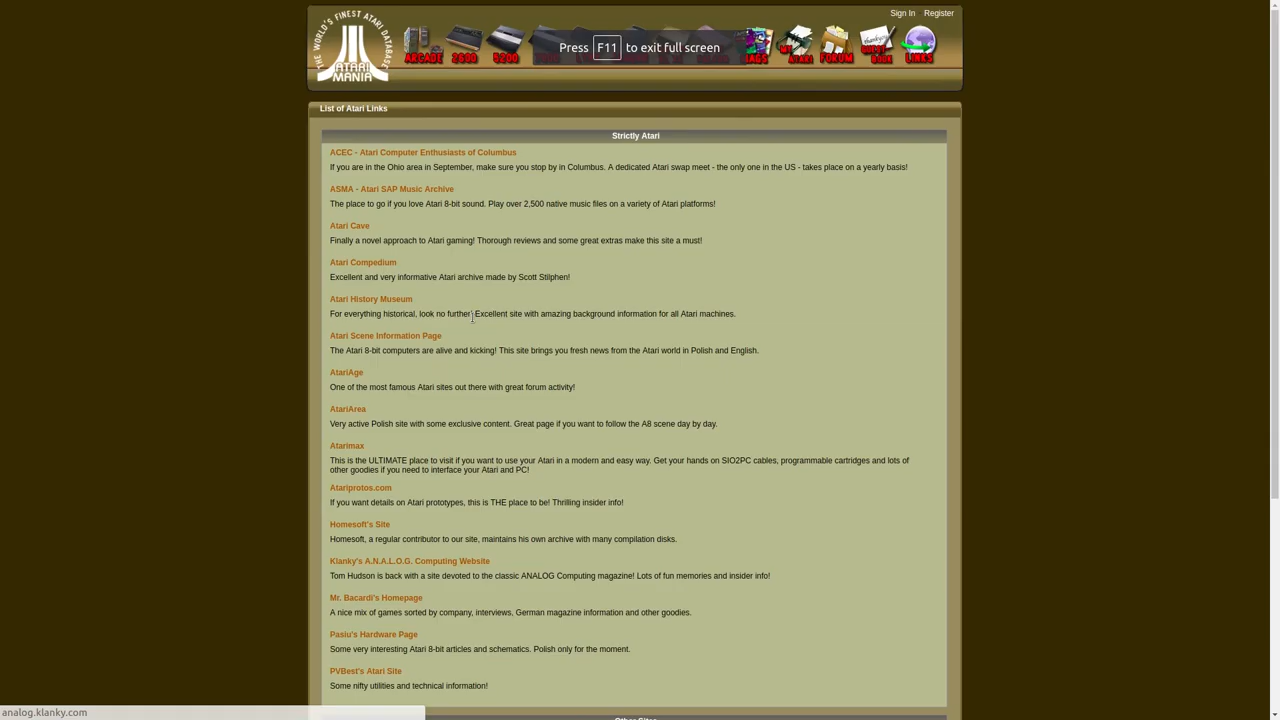 Sign In Register
THE WORLD'S FINEST ATARI DATABASE
ATARI MANIA
ARCADE 2600 5200 MAGS MY ATARI FORUM GUEST BOOK LINKS
Press F11 to exit full screen
List of Atari Links
Strictly Atari
ACEC - Atari Computer Enthusiasts of Columbus
If you are in the Ohio area in September, make sure you stop by in Columbus. A dedicated Atari swap meet - the only one in the US - takes place on a yearly basis!
ASMA - Atari SAP Music Archive
The place to go if you love Atari 8-bit sound. Play over 2,500 native music files on a variety of Atari platforms!
Atari Cave
Finally a novel approach to Atari gaming! Thorough reviews and some great extras make this site a must!
Atari Compedium
Excellent and very informative Atari archive made by Scott Stilphen!
Atari History Museum
For everything historical, look no further! Excellent site with amazing background information for all Atari machines.
Atari Scene Information Page
The Atari 8-bit computers are alive and kicking! This site brings you fresh news from the Atari world in Polish and English.
AtariAge
One of the most famous Atari sites out there with great forum activity!
AtariArea
Very active Polish site with some exclusive content. Great page if you want to follow the A8 scene day by day.
Atarimax
This is the ULTIMATE place to visit if you want to use your Atari in a modern and easy way. Get your hands on SIO2PC cables, programmable cartridges and lots of
other goodies if you need to interface your Atari and PC!
Atariprotos.com
If you want details on Atari prototypes, this is THE place to be! Thrilling insider info!
Homesoft's Site
Homesoft, a regular contributor to our site, maintains his own archive with many compilation disks.
Klanky's A.N.A.L.O.G. Computing Website
Tom Hudson is back with a site devoted to the classic ANALOG Computing magazine! Lots of fun memories and insider info!
Mr. Bacardi's Homepage
A nice mix of games sorted by company, interviews, German magazine information and other goodies.
Pasiu's Hardware Page
Some very interesting Atari 8-bit articles and schematics. Polish only for the moment.
PVBest's Atari Site
Some nifty utilities and technical information!
Other Sites
analog.klanky.com